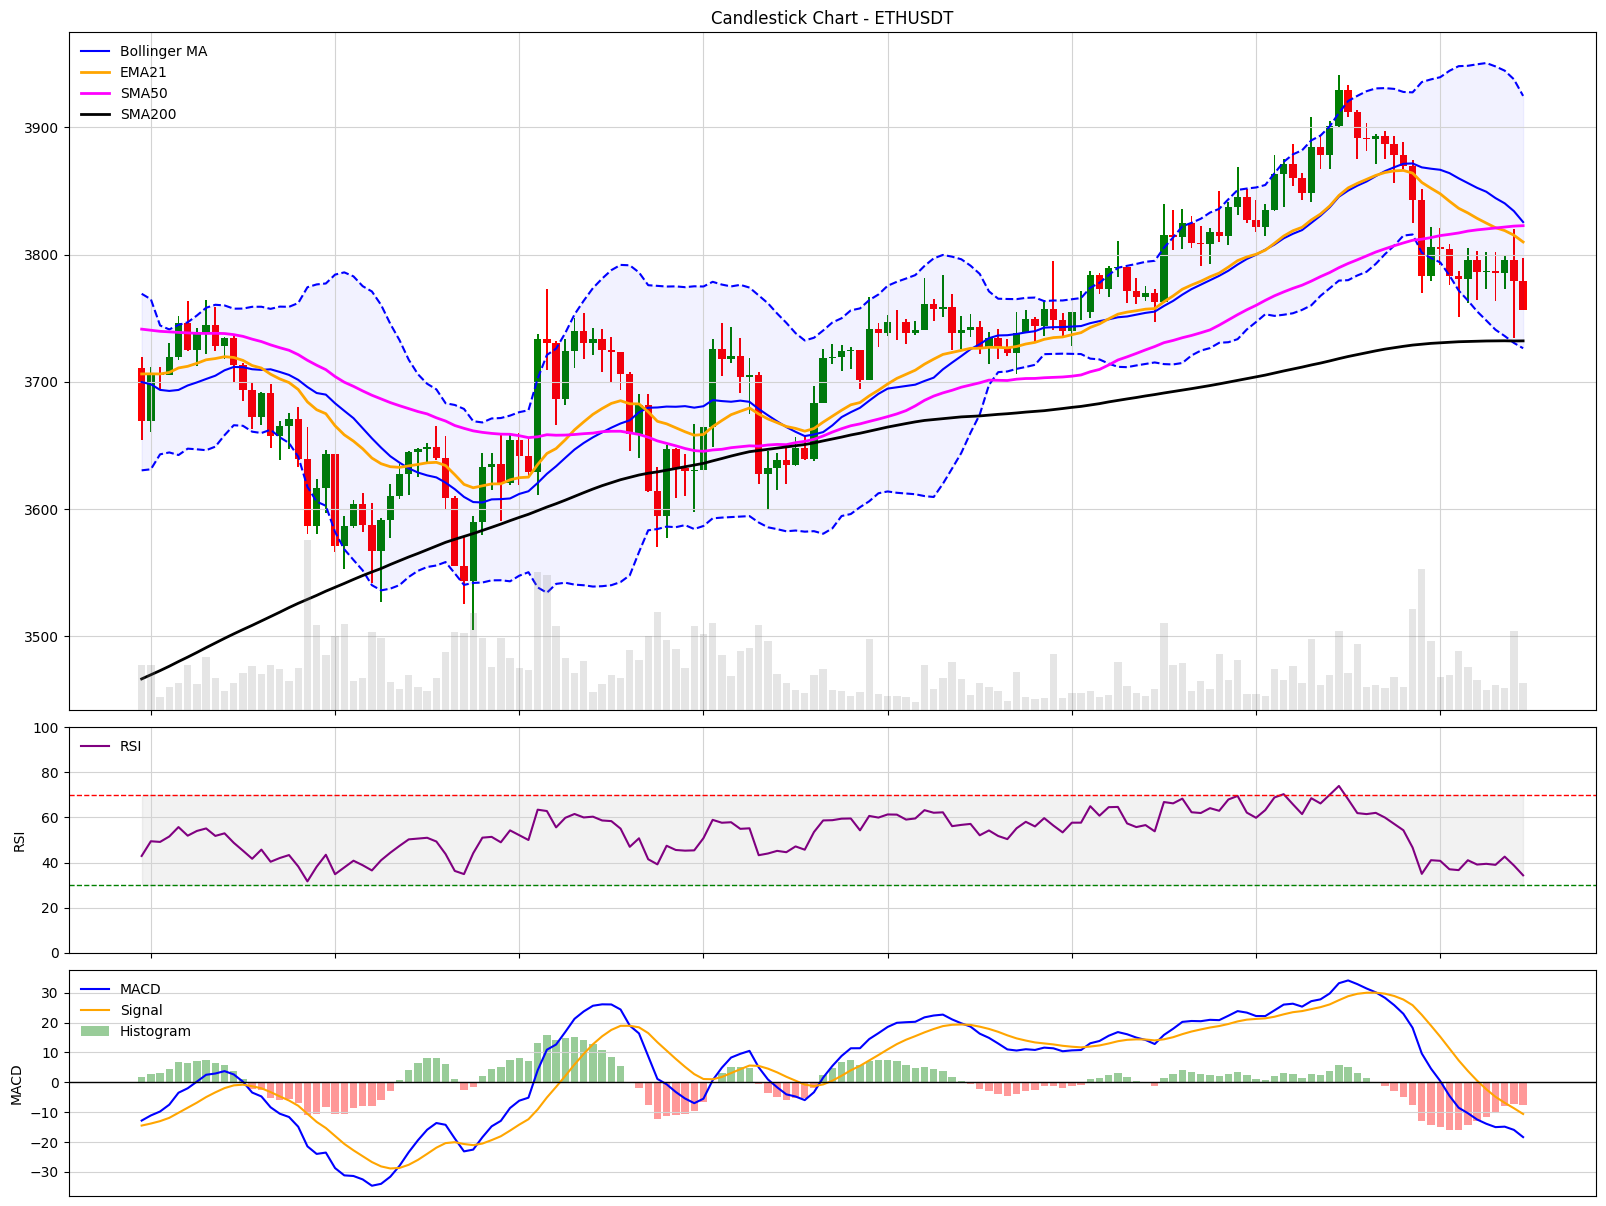 Candlestick Chart - ETHUSDT
Bollinger MA
EMA21
SMA50
SMA200
3900
3800
3700
3600
3500
RSI
100
80
60
40
20
0
RSI
MACD
Signal
Histogram
30
20
10
0
−10
−20
−30
MACD